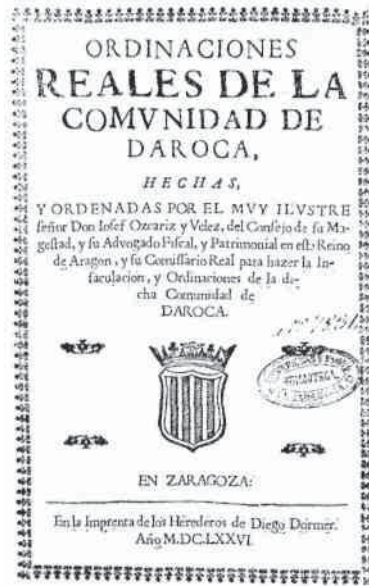 ORDINACIONES
REALES DE LA
COMVNIDAD DE
DAROCA,
HECHAS,
Y ORDENADAS POR EL MVY ILVSTRE
señor Don Iosef Ozcariz y Velez, del Consejo de su Ma-
gestad, y su Advogado Fiscal, y Patrimonial en este Reino
de Aragon, y su Comissario Real para hazer la In-
saculacion, y Ordinaciones de la di-
cha Comunidad de
DAROCA.
EN ZARAGOZA:
En la Imprenta de los Herederos de Diego Dormer.
Año M.DC.LXXVI.